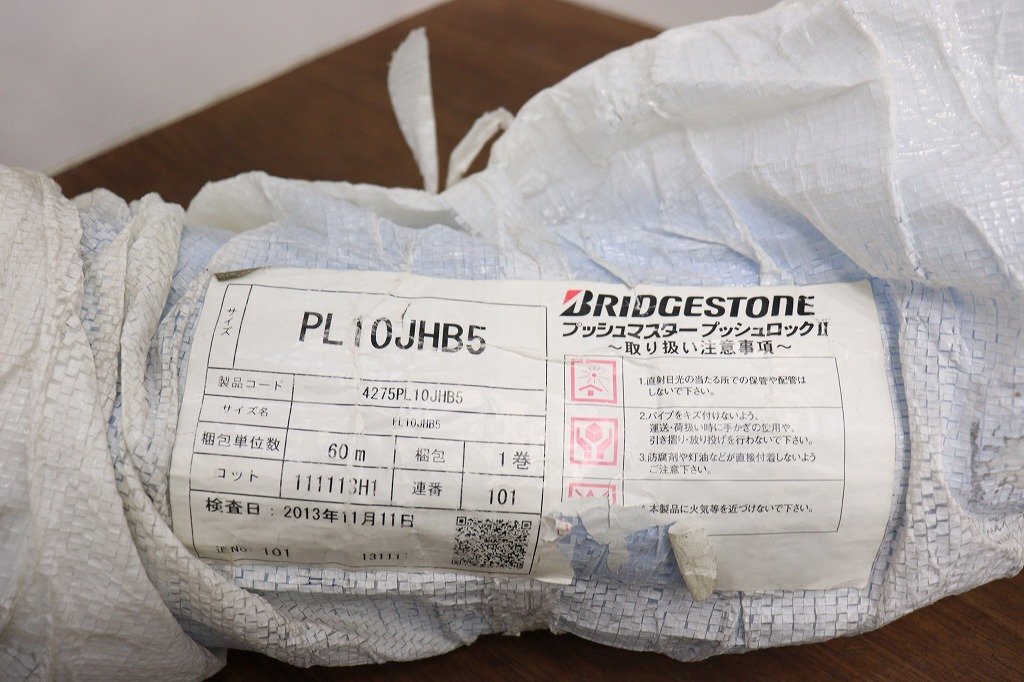 サイズ
PL10JHB5
製品コード 4275PL10JHB5
サイズ名 PL10JHB5
梱包単位数 60m 梱包 1巻
ロット 111113H1 連番 101
検査日：2013年11月11日
No: 101 13111
BRIDGESTONE
プッシュマスター プッシュロックⅡ
～取り扱い注意事項～
1.直射日光の当たる所での保管や配管は
しないで下さい。
2.パイプをキズ付けないよう、
運送・荷扱い時に手かぎの使用や、
引き摺り・放り投げを行わないで下さい。
3.防腐剤や灯油などが直接付着しないよう
ご注意下さい。
本製品に火気等を近づけないで下さい。